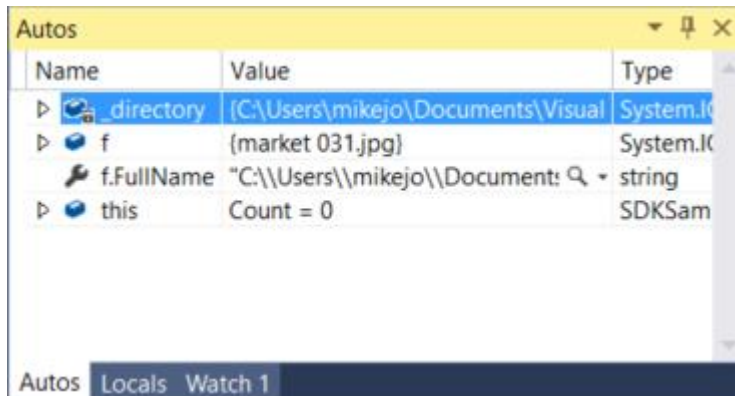 Autos
Name Value Type
_directory {C:\Users\mikejo\Documents\Visual System.IO
f {market 031.jpg} System.IO
f.FullName "C:\\Users\\mikejo\\Documents string
this Count = 0 SDKSam
Autos Locals Watch 1